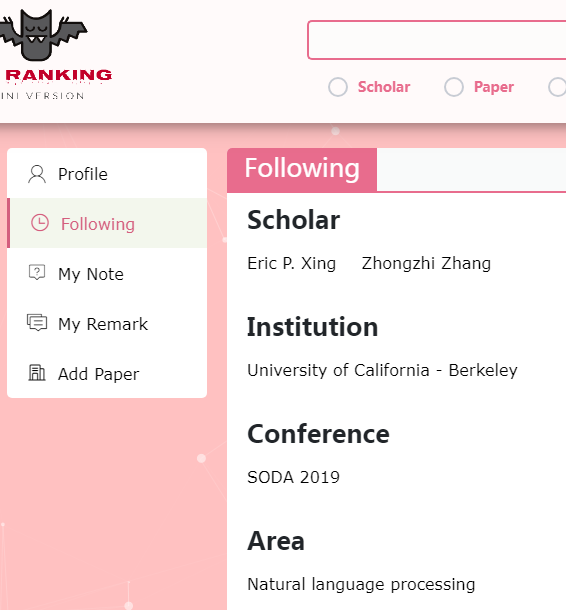 RANKING
INI VERSION
Scholar Paper
Profile
Following
My Note
My Remark
Add Paper
Following
Scholar
Eric P. Xing Zhongzhi Zhang
Institution
University of California - Berkeley
Conference
SODA 2019
Area
Natural language processing